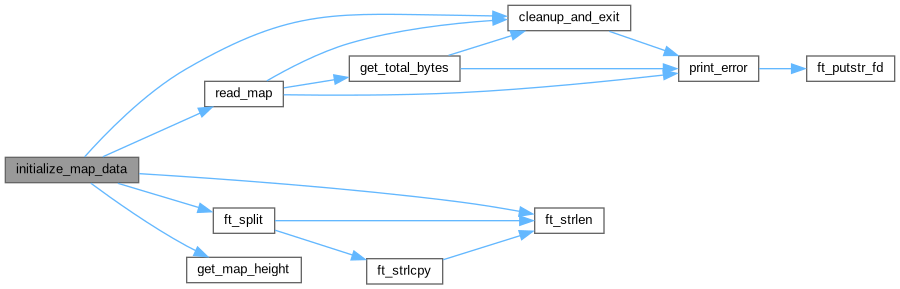 cleanup_and_exit
get_total_bytes
print_error
ft_putstr_fd
read_map
initialize_map_data
ft_split
ft_strlen
get_map_height
ft_strlcpy